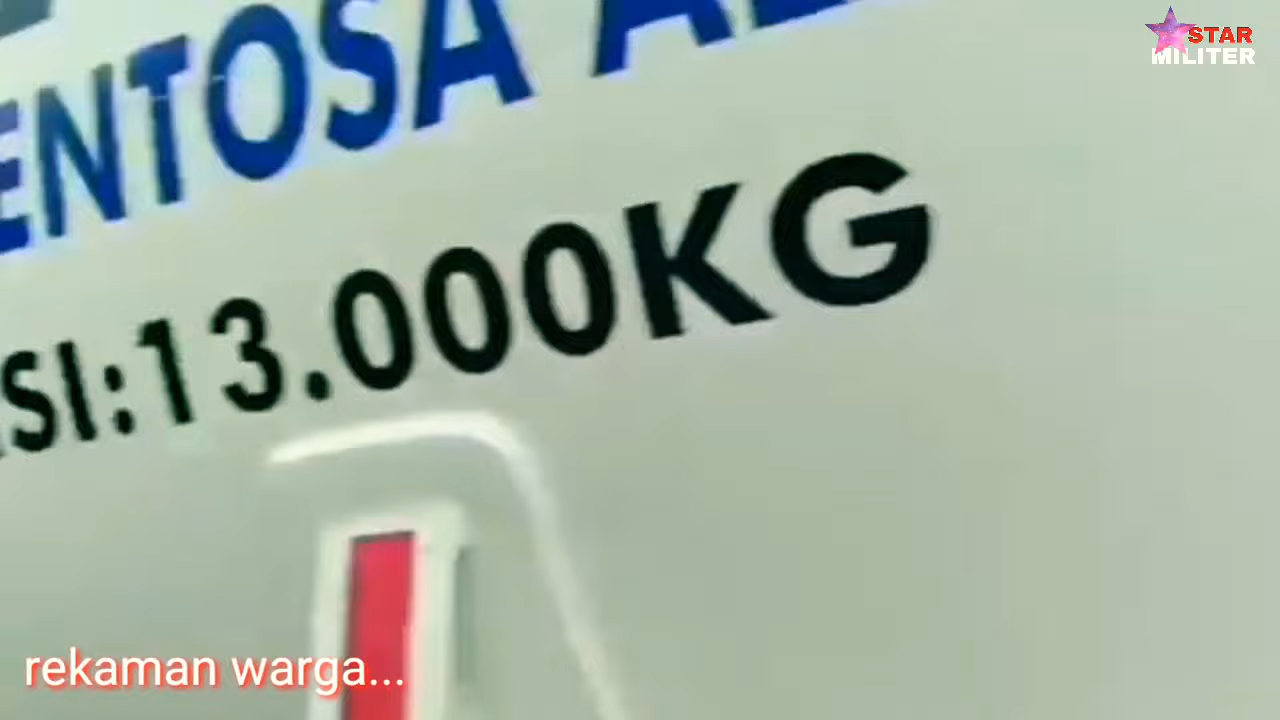 STAR
MILITER
ENTOSA
SI:13.000KG
rekaman warga...